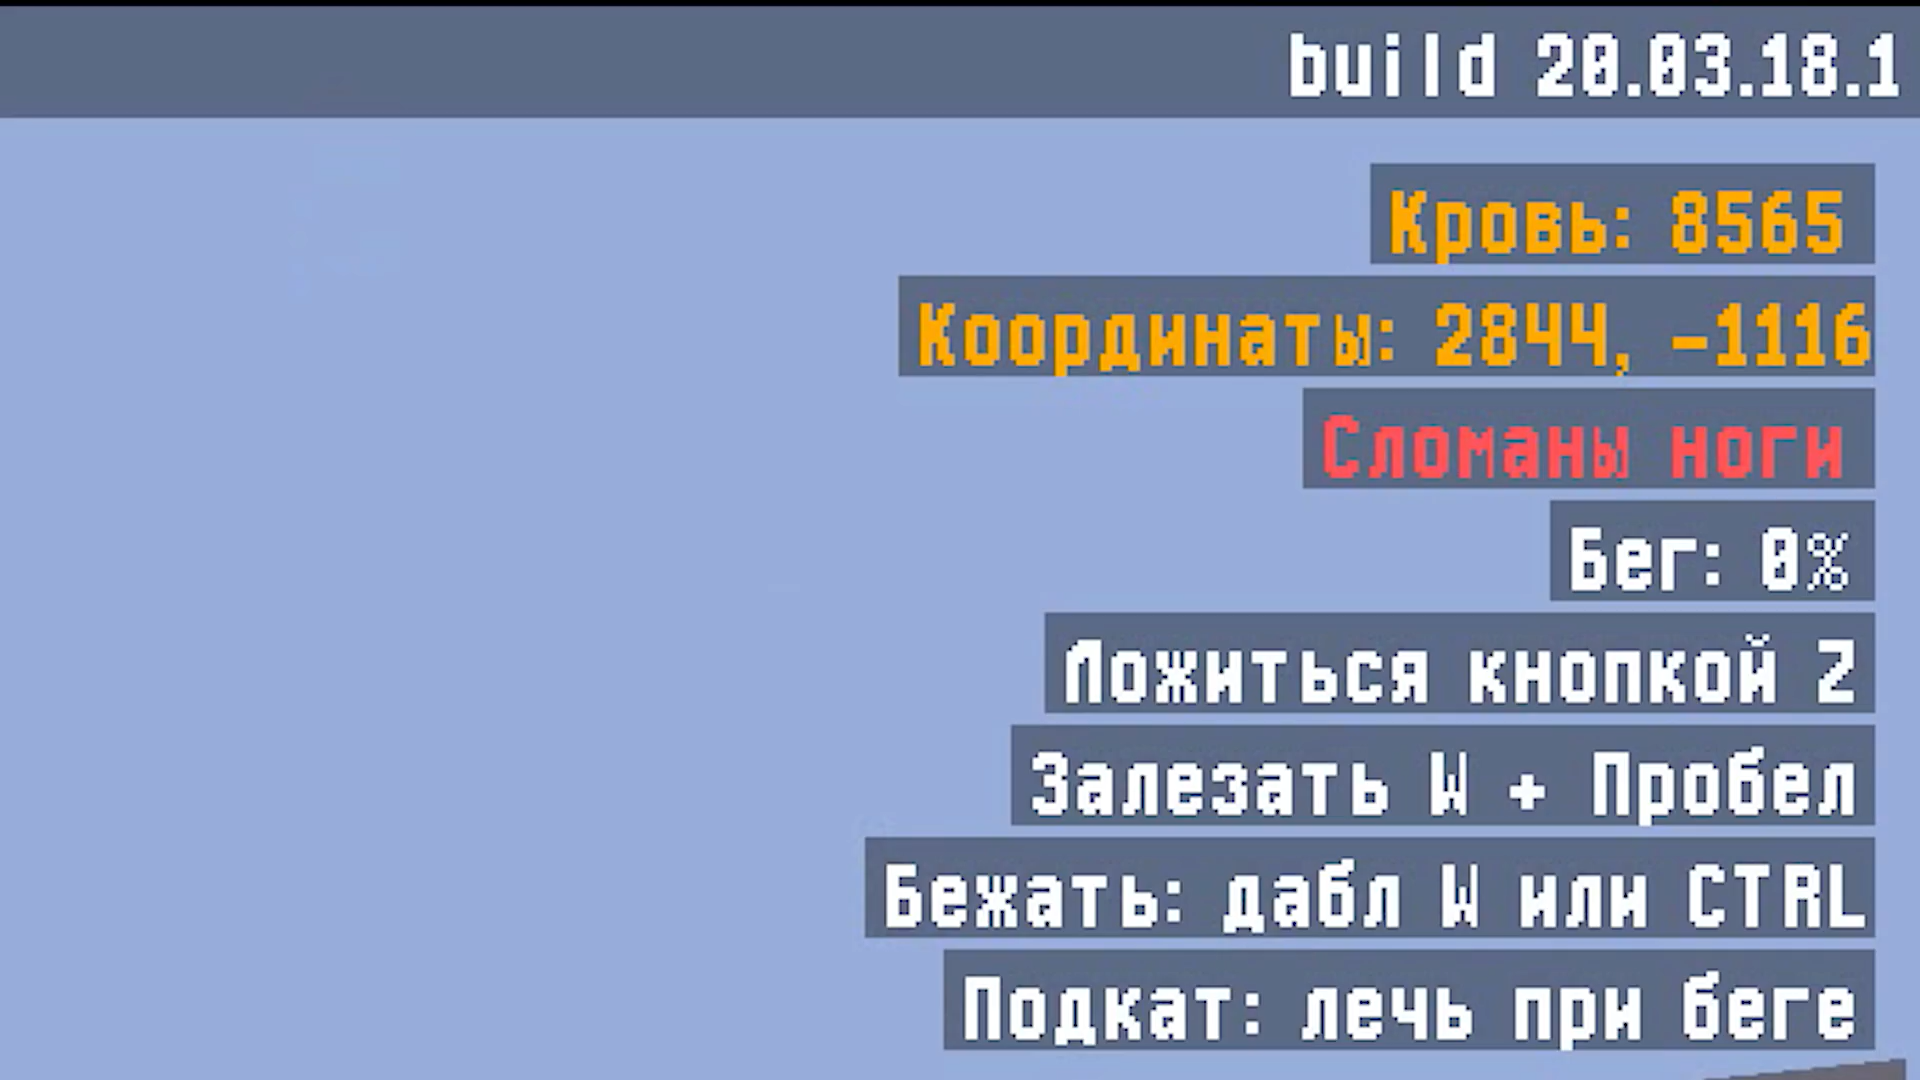 build 20.03.18.1
Кровь: 8565
Координаты: 2844, -1116
Сломаны ноги
Бег: 0%
Ложиться кнопкой Z
Залезать W + Пробел
Бежать: дабл W или CTRL
Подкат: лечь при беге